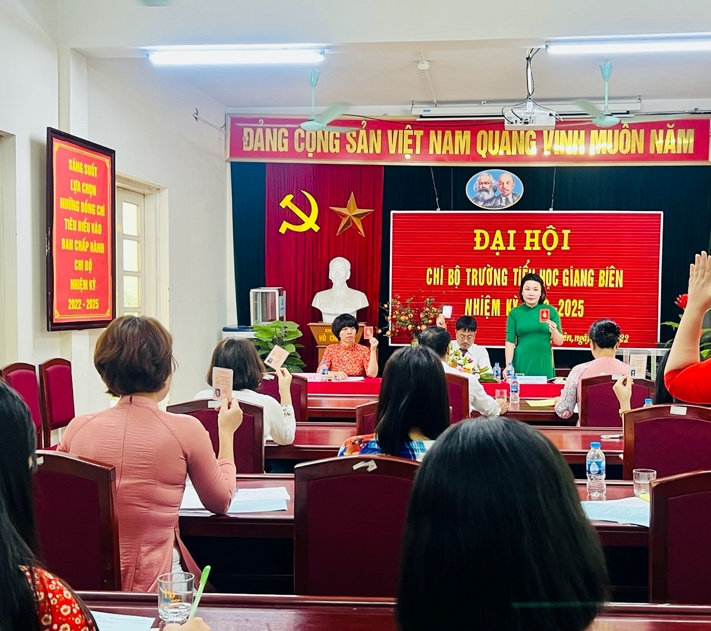 ĐẢNG CỘNG SẢN VIỆT NAM QUANG VINH MUÔN NĂM
SÁNG SUỐT
LỰA CHỌN
NHỮNG ĐỒNG CHÍ
TIÊU BIỂU VÀO
BAN CHẤP HÀNH
CHI BỘ
NHIỆM KỲ
2022 - 2025
ĐẠI HỘI
CHI BỘ TRƯỜNG TIỂU HỌC GIANG BIÊN
NHIỆM KỲ 2025